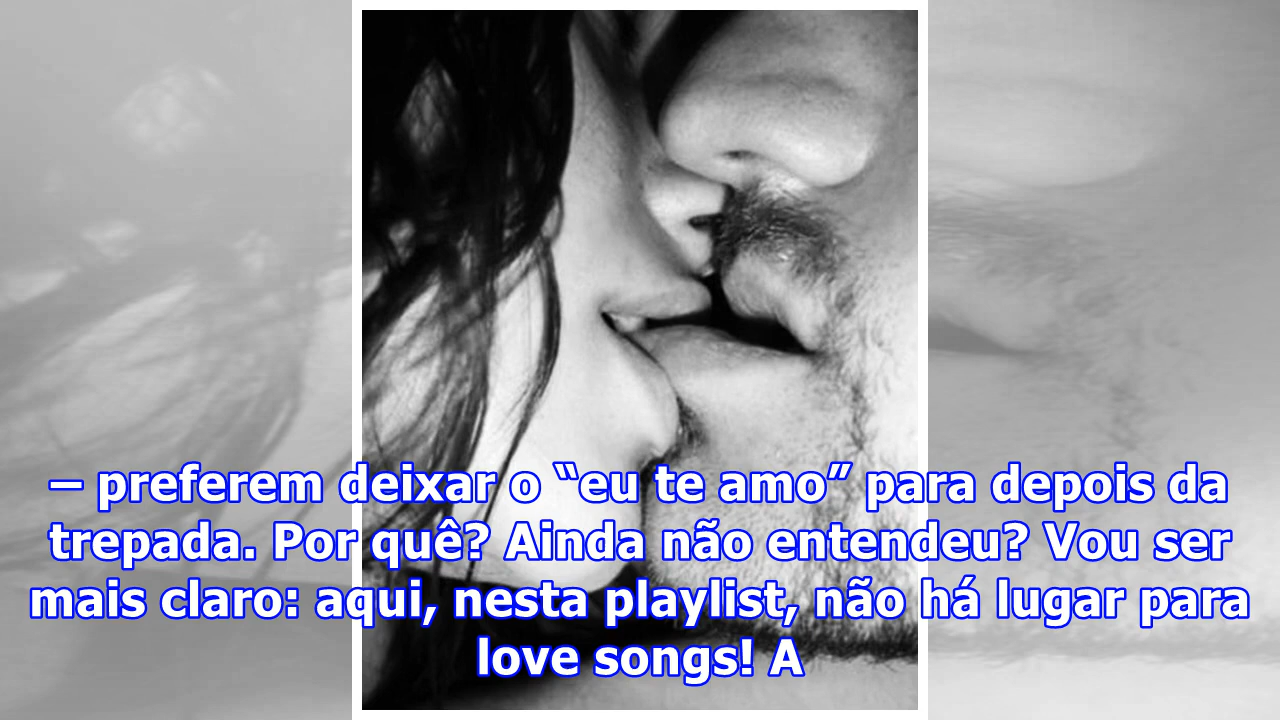 – preferem deixar o “eu te amo” para depois da
trepada. Por quê? Ainda não entendeu? Vou ser
mais claro: aqui, nesta playlist, não há lugar para
love songs! A